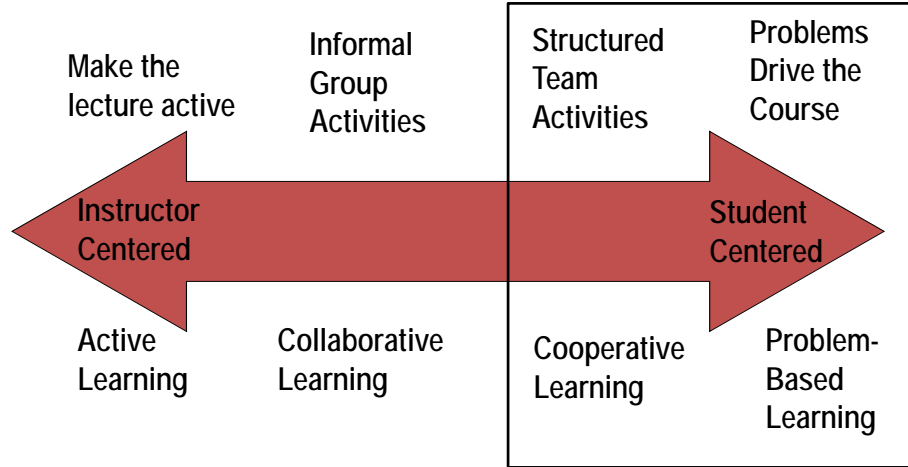 Make the
lecture active
Informal
Group
Activities
Structured
Team
Activities
Problems
Drive the
Course
Instructor
Centered
Student
Centered
Active
Learning
Collaborative
Learning
Cooperative
Learning
Problem-
Based
Learning